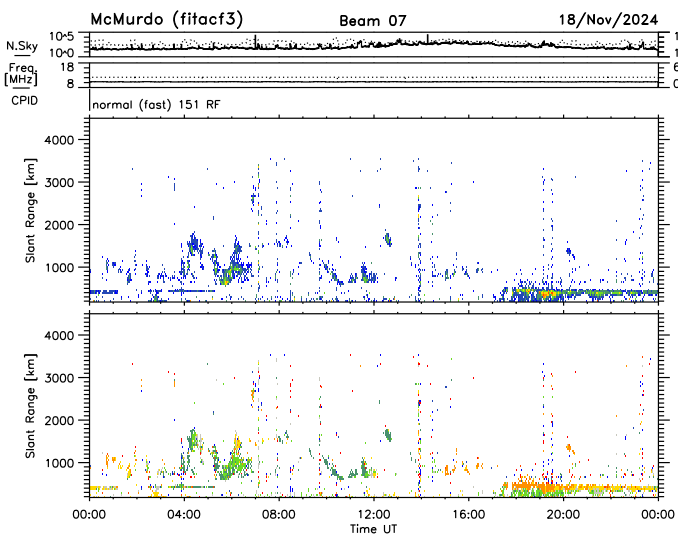 McMurdo (fitacf3) Beam 07 18/Nov/2024
N.Sky 10^5
10^0
Freq. 18
[MHz] 8
CPID normal (fast) 151 RF
4000
3000
2000
1000
Slant Range [km]
4000
3000
2000
1000
Slant Range [km]
00:00 04:00 08:00 12:00 16:00 20:00 00:00
Time UT